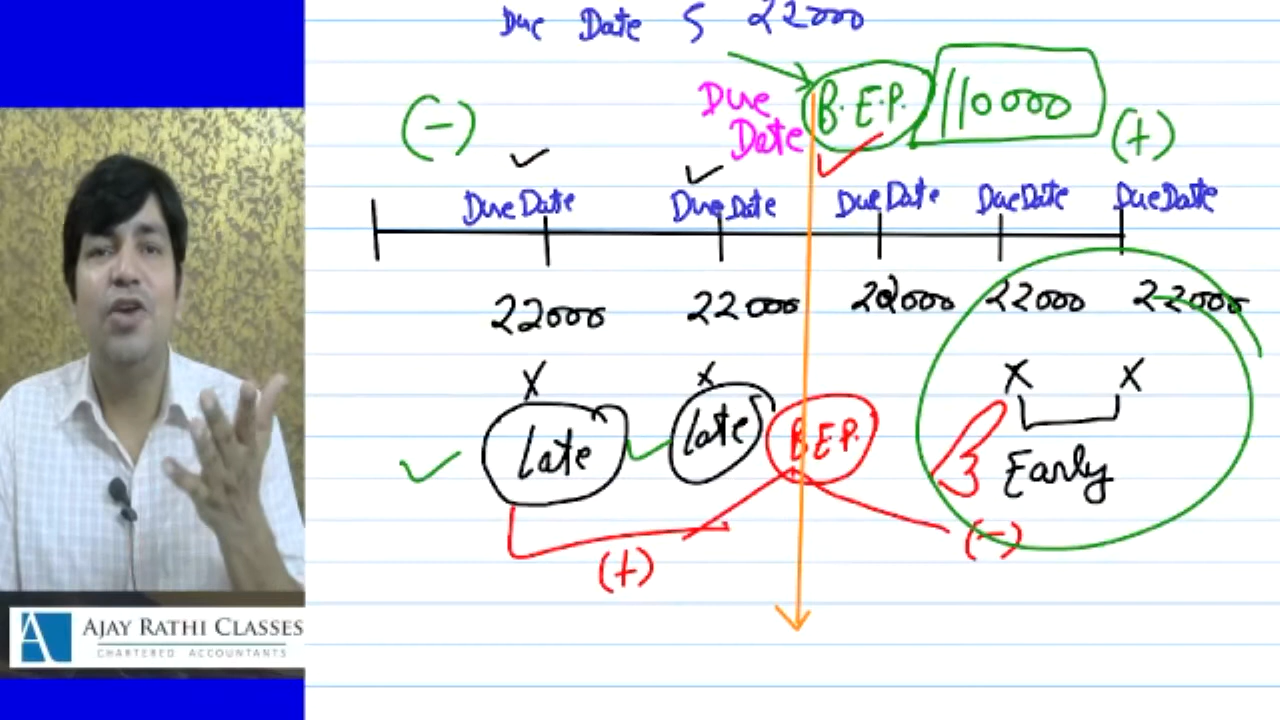 Due Date 5 22000
(-) Due Date B.E.P. 110000 (+)
Due Date Due Date Due Date Due Date Due Date
22000 22000 22000 22000 22000
X X X X
Late Late B.E.P. Early
(+) (-)
AJAY RATHI CLASSES
CHARTERED ACCOUNTANTS